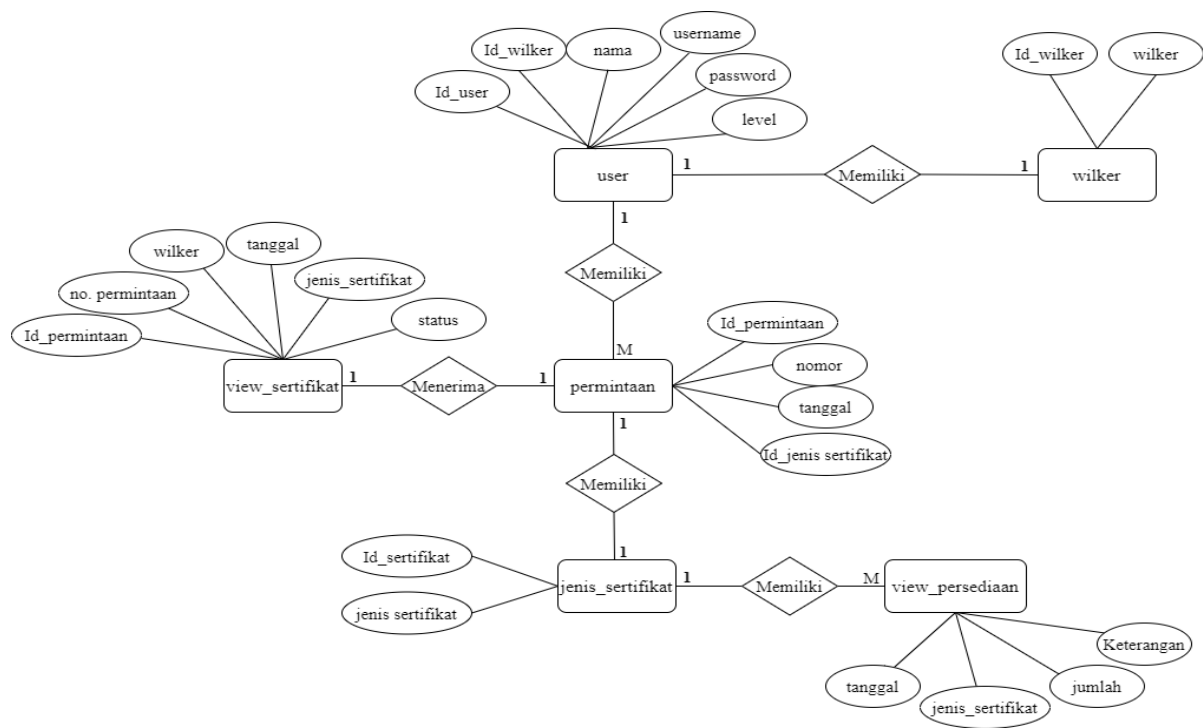 username
Id_wilker
nama
Id_wilker
wilker
password
Id_user
level
user
1
Memiliki
1
wilker
1
Memiliki
tanggal
wilker
jenis_sertifikat
no. permintaan
status
Id_permintaan
Id_permintaan
M
nomor
view_sertifikat
1
Menerima
1
permintaan
tanggal
1
Id_jenis sertifikat
Memiliki
1
Id_sertifikat
jenis sertifikat
jenis_sertifikat
1
Memiliki
M
view_persediaan
Keterangan
tanggal
jumlah
jenis_sertifikat